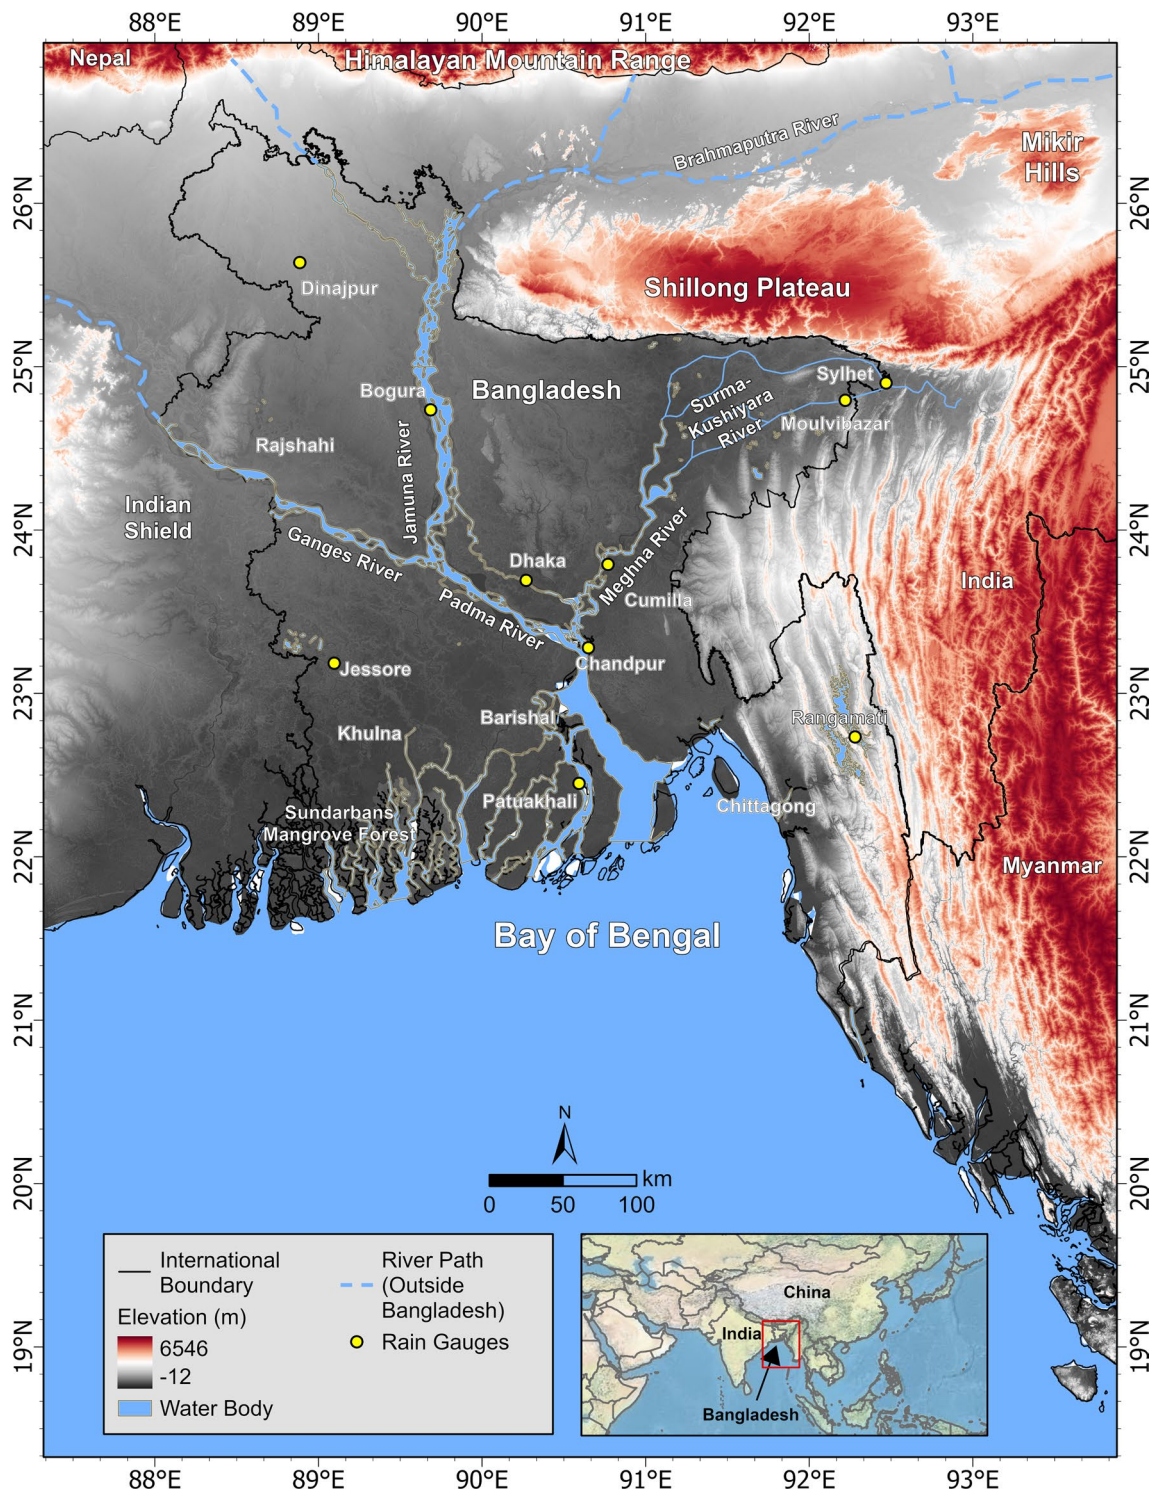 88°E 89°E 90°E 91°E 92°E 93°E
Nepal
Himalayan Mountain Range
Brahmaputra River
Mikir
Hills
26°N
26°N
Dinajpur
Shillong Plateau
25°N
25°N
Sylhet
Bogura
Bangladesh
Surma-
Kushiyara
River
Moulvibazar
Rajshahi
Jamuna River
Indian
Shield
24°N
24°N
Ganges River
Dhaka
Meghna River
India
Padma River
Cumilla
Chandpur
Jessore
23°N
23°N
Barishal
Rangamati
Khulna
Patuakhali
Chittagong
Sundarbans
Mangrove Forest
22°N
22°N
Myanmar
Bay of Bengal
21°N
21°N
N
km
0 50 100
20°N
20°N
International
Boundary
Elevation (m)
6546
-12
Water Body
River Path
(Outside
Bangladesh)
Rain Gauges
China
India
Bangladesh
19°N
19°N
88°E 89°E 90°E 91°E 92°E 93°E